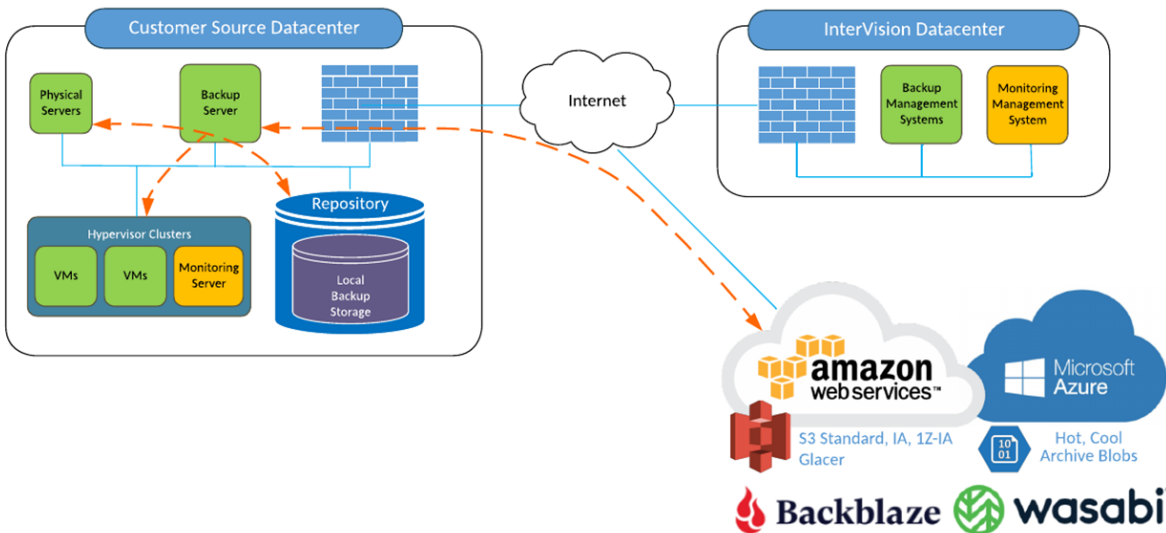 Customer Source Datacenter
InterVision Datacenter
Physical
Servers
Backup
Server
Internet
Backup
Management
Systems
Monitoring
Management
System
Repository
Hypervisor Clusters
VMs
VMs
Monitoring
Server
Local
Backup
Storage
amazon
web services™
Microsoft
Azure
S3 Standard, IA, 1Z-IA
Glacer
10
01
Hot, Cool
Archive Blobs
Backblaze
wasabi